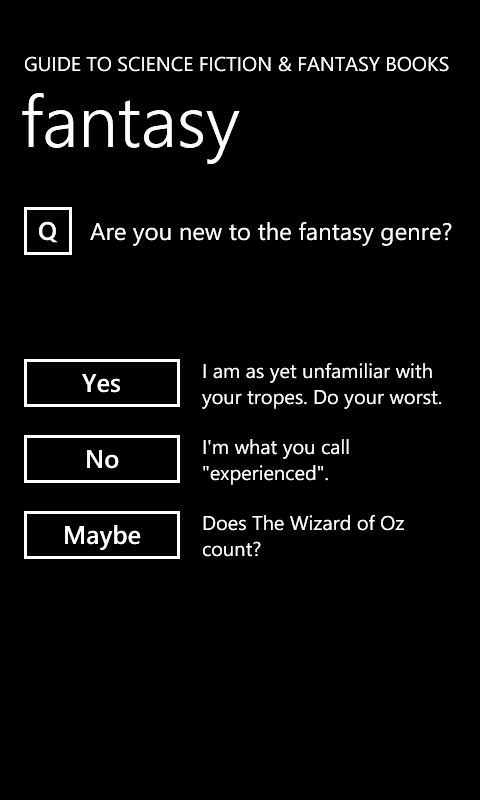 GUIDE TO SCIENCE FICTION & FANTASY BOOKS
fantasy
Q Are you new to the fantasy genre?
Yes
I am as yet unfamiliar with
your tropes. Do your worst.
No
I'm what you call
"experienced".
Maybe
Does The Wizard of Oz
count?